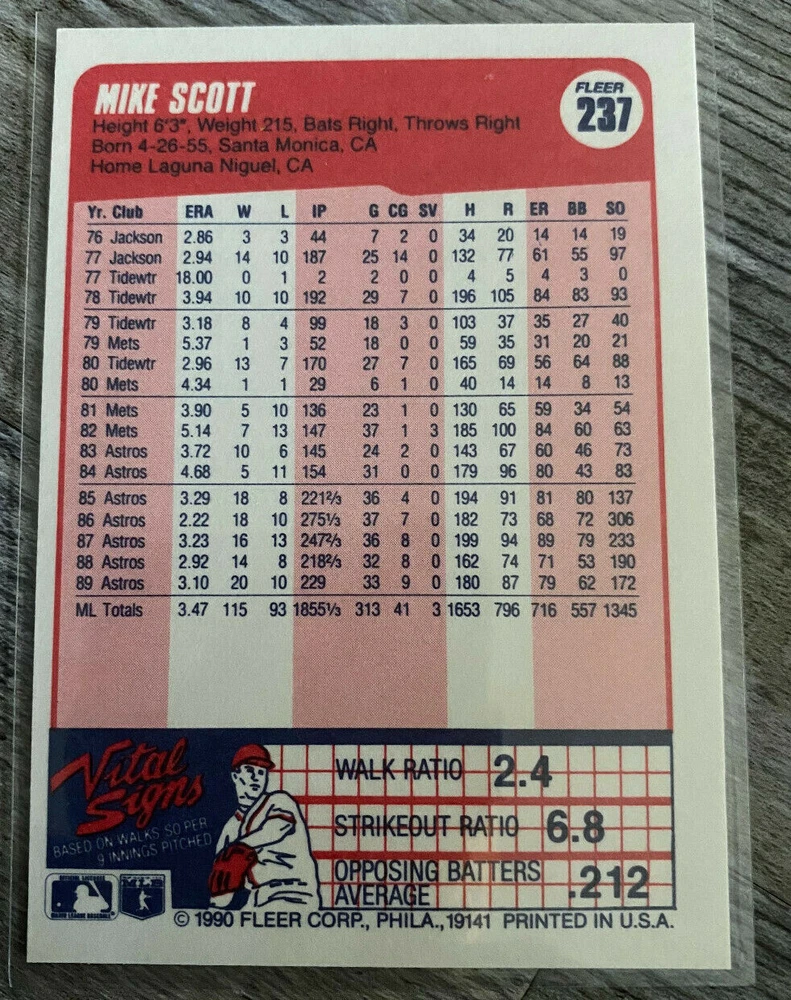 MIKE SCOTT
FLEER
237
Height 6'3", Weight 215, Bats Right, Throws Right
Born 4-26-55, Santa Monica, CA
Home Laguna Niguel, CA
Yr. Club ERA W L IP G CG SV H R ER BB SO
76 Jackson 2.86 3 3 44 7 2 0 34 20 14 14 19
77 Jackson 2.94 14 10 187 25 14 0 132 77 61 55 97
77 Tidewtr 18.00 0 1 2 2 0 0 4 5 4 3 0
78 Tidewtr 3.94 10 10 192 29 7 0 196 105 84 83 93
79 Tidewtr 3.18 8 4 99 18 3 0 103 37 35 27 40
79 Mets 5.37 1 3 52 18 0 0 59 35 31 20 21
80 Tidewtr 2.96 13 7 170 27 7 0 165 69 56 64 88
80 Mets 4.34 1 1 29 6 1 0 40 14 14 8 13
81 Mets 3.90 5 10 136 23 1 0 130 65 59 34 54
82 Mets 5.14 7 13 147 37 1 3 185 100 84 60 63
83 Astros 3.72 10 6 145 24 2 0 143 67 60 46 73
84 Astros 4.68 5 11 154 31 0 0 179 96 80 43 83
85 Astros 3.29 18 8 221⅔ 36 4 0 194 91 81 80 137
86 Astros 2.22 18 10 275⅓ 37 7 0 182 73 68 72 306
87 Astros 3.23 16 13 247⅔ 36 8 0 199 94 89 79 233
88 Astros 2.92 14 8 218⅔ 32 8 0 162 74 71 53 190
89 Astros 3.10 20 10 229 33 9 0 180 87 79 62 172
ML Totals 3.47 115 93 1855⅓ 313 41 3 1653 796 716 557 1345
Vital
Signs
BASED ON WALKS SO PER
9 INNINGS PITCHED
WALK RATIO 2.4
STRIKEOUT RATIO 6.8
OPPOSING BATTERS
AVERAGE .212
© 1990 FLEER CORP., PHILA., 19141 PRINTED IN U.S.A.